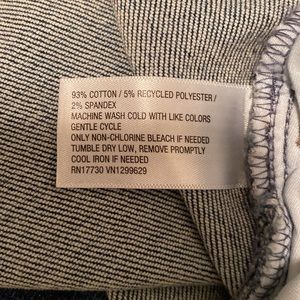 93% COTTON / 5% RECYCLED POLYESTER /
2% SPANDEX
MACHINE WASH COLD WITH LIKE COLORS
GENTLE CYCLE
ONLY NON-CHLORINE BLEACH IF NEEDED
TUMBLE DRY LOW, REMOVE PROMPTLY
COOL IRON IF NEEDED
RN17730 VN1299629